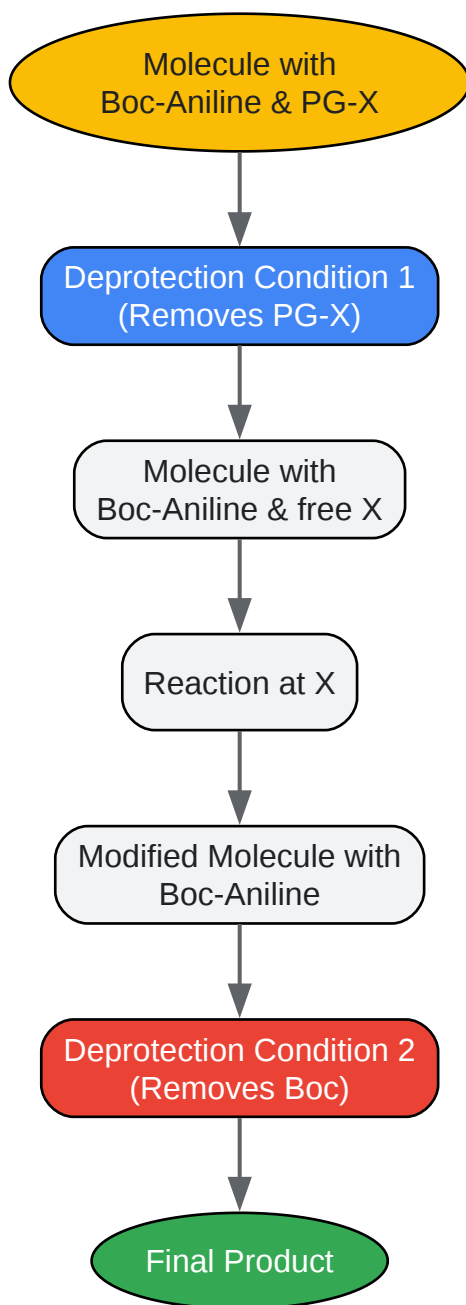 Molecule with
Boc-Aniline & PG-X
Deprotection Condition 1
(Removes PG-X)
Molecule with
Boc-Aniline & free X
Reaction at X
Modified Molecule with
Boc-Aniline
Deprotection Condition 2
(Removes Boc)
Final Product